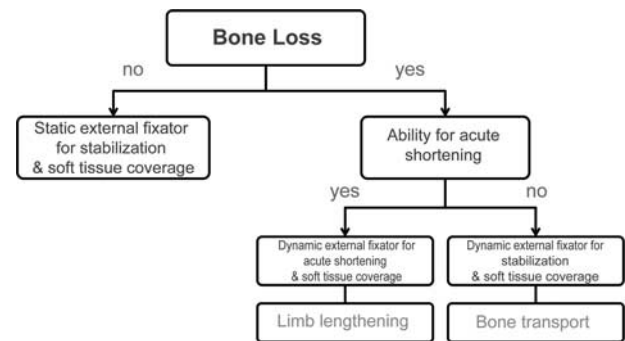 Bone Loss
no
yes
Static external fixator
for stabilization
& soft tissue coverage
Ability for acute
shortening
yes
no
Dynamic external fixator for
acute shortening
& soft tissue coverage
Dynamic external fixator for
stabilization
& soft tissue coverage
Limb lengthening
Bone transport